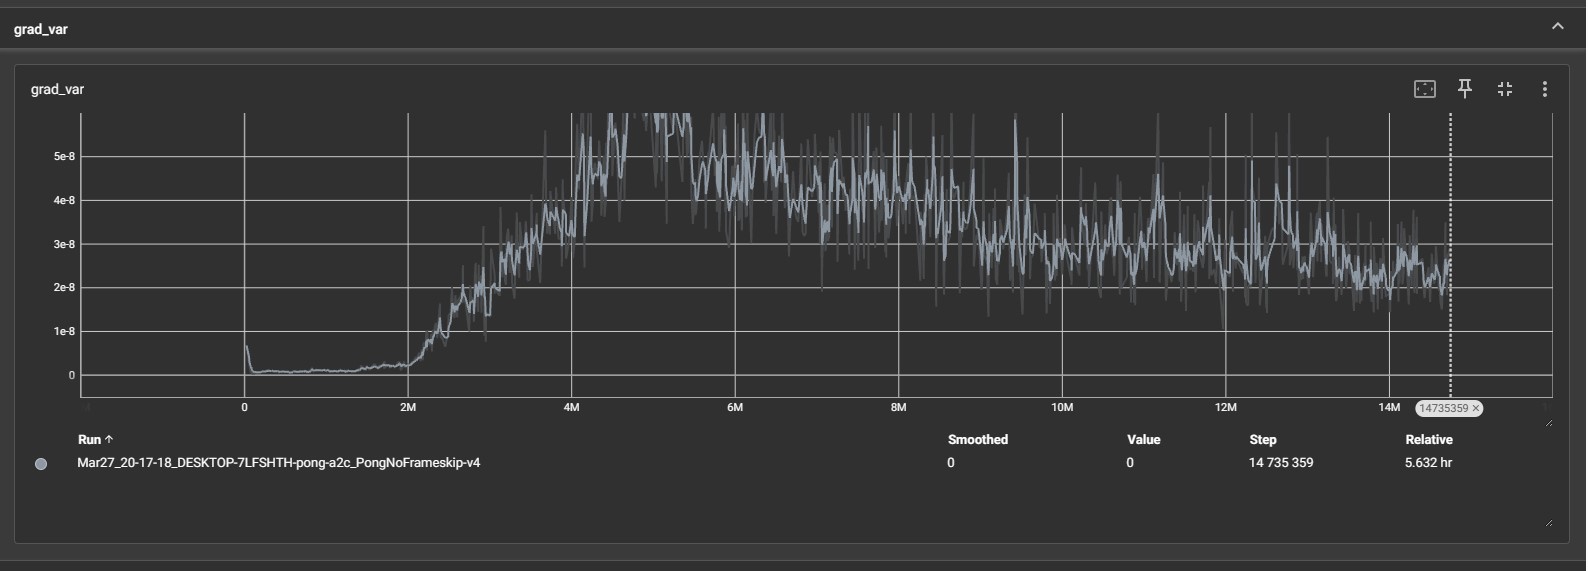 grad_var
grad_var
5e-8
4e-8
3e-8
2e-8
1e-8
0
0 2M 4M 6M 8M 10M 12M 14M 14735359 ×
Run ↑ Smoothed Value Step Relative
Mar27_20-17-18_DESKTOP-7LFSHTH-pong-a2c_PongNoFrameskip-v4 0 0 14 735 359 5.632 hr